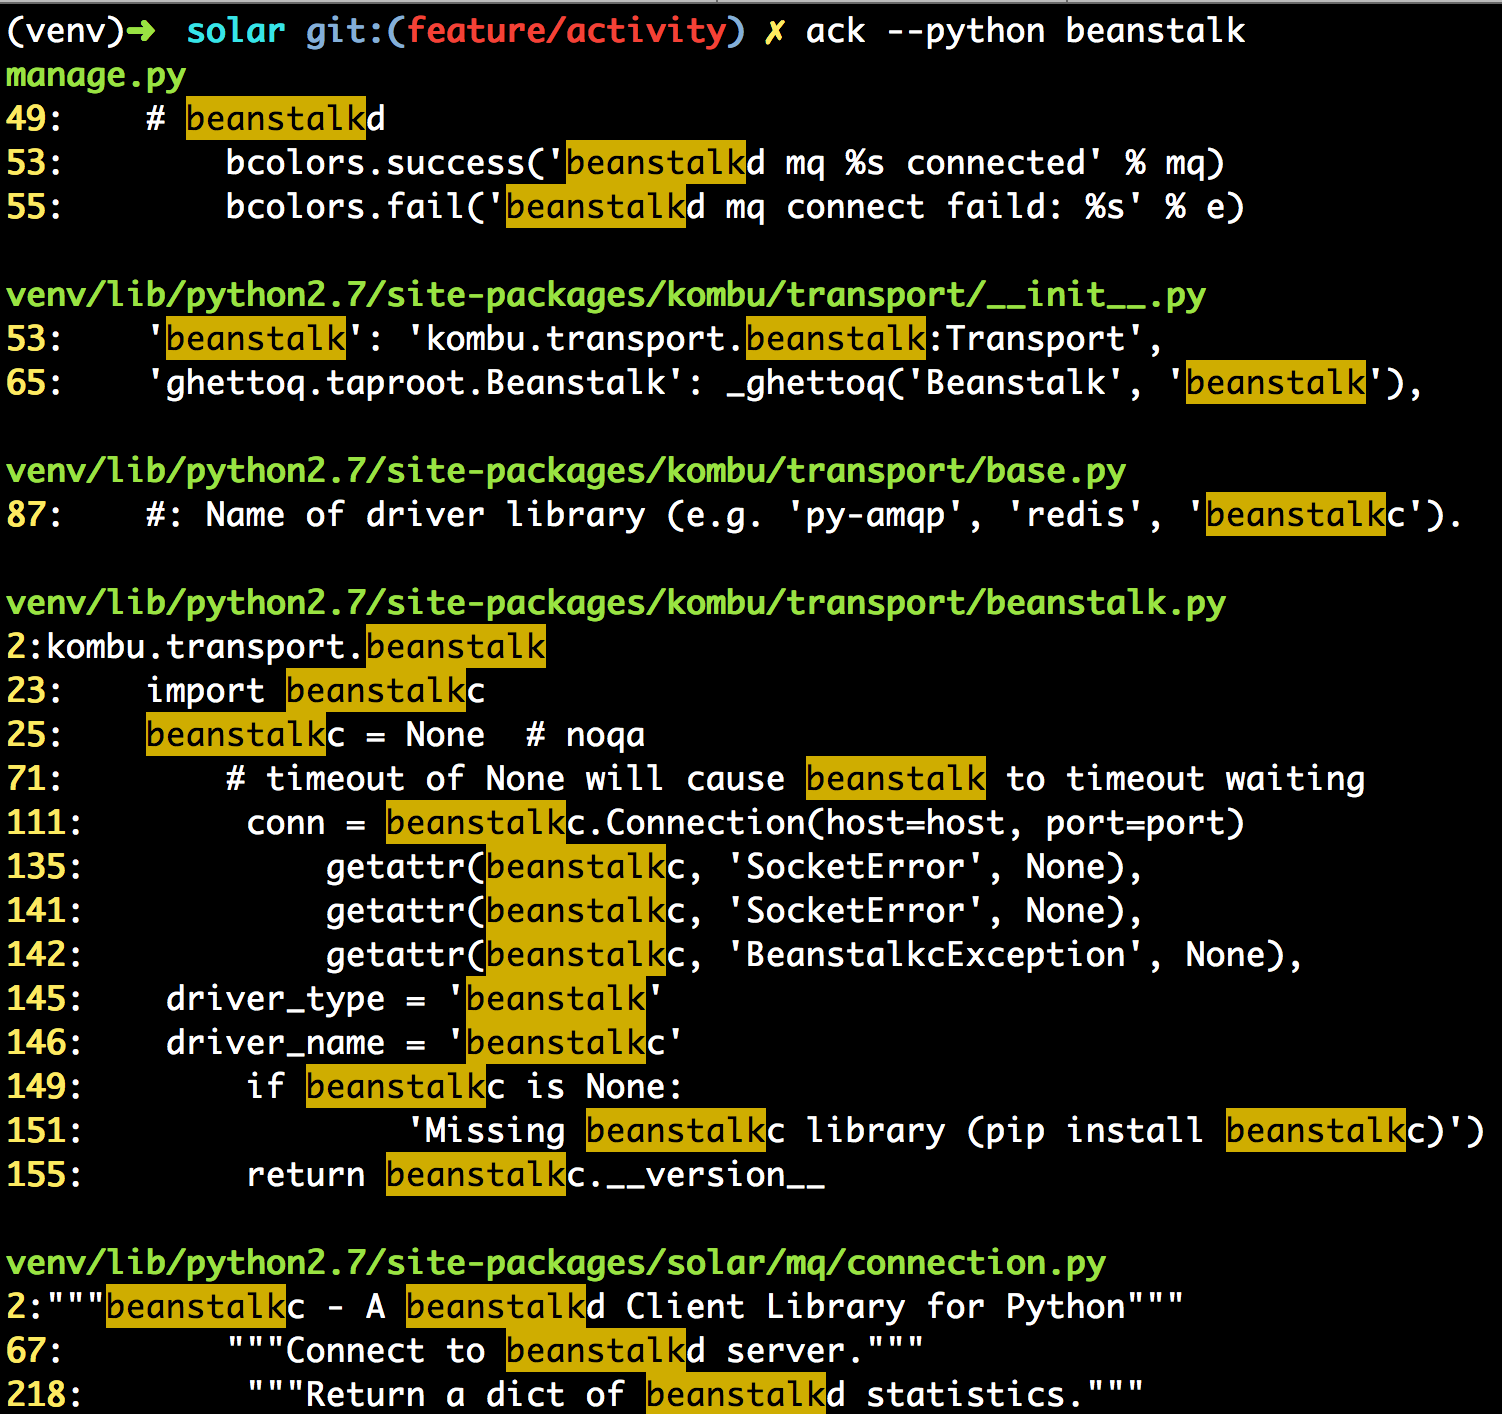 (venv)➜  solar git:(feature/activity) ✗ ack --python beanstalk
manage.py
49:    # beanstalkd
53:        bcolors.success('beanstalkd mq %s connected' % mq)
55:        bcolors.fail('beanstalkd mq connect faild: %s' % e)

venv/lib/python2.7/site-packages/kombu/transport/__init__.py
53:    'beanstalk': 'kombu.transport.beanstalk:Transport',
65:    'ghettoq.taproot.Beanstalk': _ghettoq('Beanstalk', 'beanstalk'),

venv/lib/python2.7/site-packages/kombu/transport/base.py
87:    #: Name of driver library (e.g. 'py-amqp', 'redis', 'beanstalkc').

venv/lib/python2.7/site-packages/kombu/transport/beanstalk.py
2:kombu.transport.beanstalk
23:    import beanstalkc
25:    beanstalkc = None  # noqa
71:        # timeout of None will cause beanstalk to timeout waiting
111:        conn = beanstalkc.Connection(host=host, port=port)
135:            getattr(beanstalkc, 'SocketError', None),
141:            getattr(beanstalkc, 'SocketError', None),
142:            getattr(beanstalkc, 'BeanstalkcException', None),
145:    driver_type = 'beanstalk'
146:    driver_name = 'beanstalkc'
149:        if beanstalkc is None:
151:                'Missing beanstalkc library (pip install beanstalkc)')
155:        return beanstalkc.__version__

venv/lib/python2.7/site-packages/solar/mq/connection.py
2:"""beanstalkc - A beanstalkd Client Library for Python"""
67:        """Connect to beanstalkd server."""
218:        """Return a dict of beanstalkd statistics."""